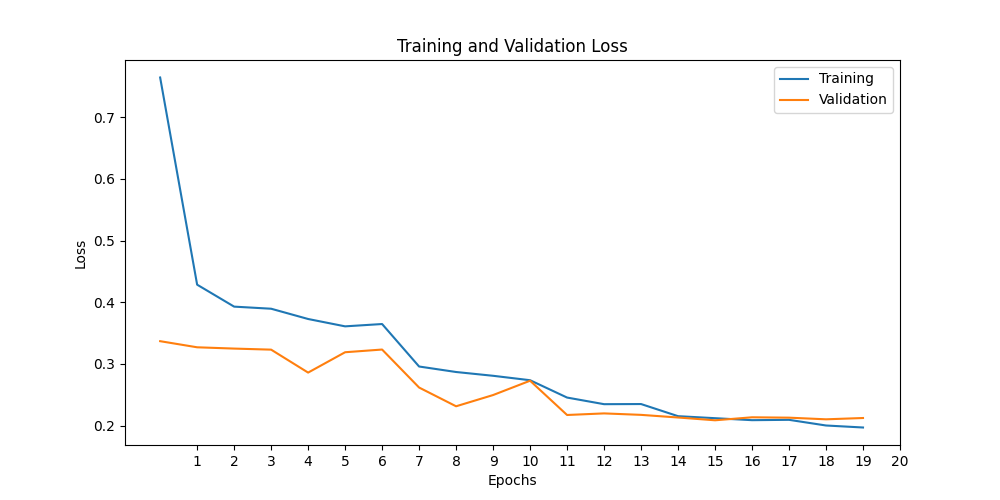 Training and Validation Loss
Training
Validation
0.7
0.6
0.5
0.4
0.3
0.2
Loss
1 2 3 4 5 6 7 8 9 10 11 12 13 14 15 16 17 18 19 20
Epochs